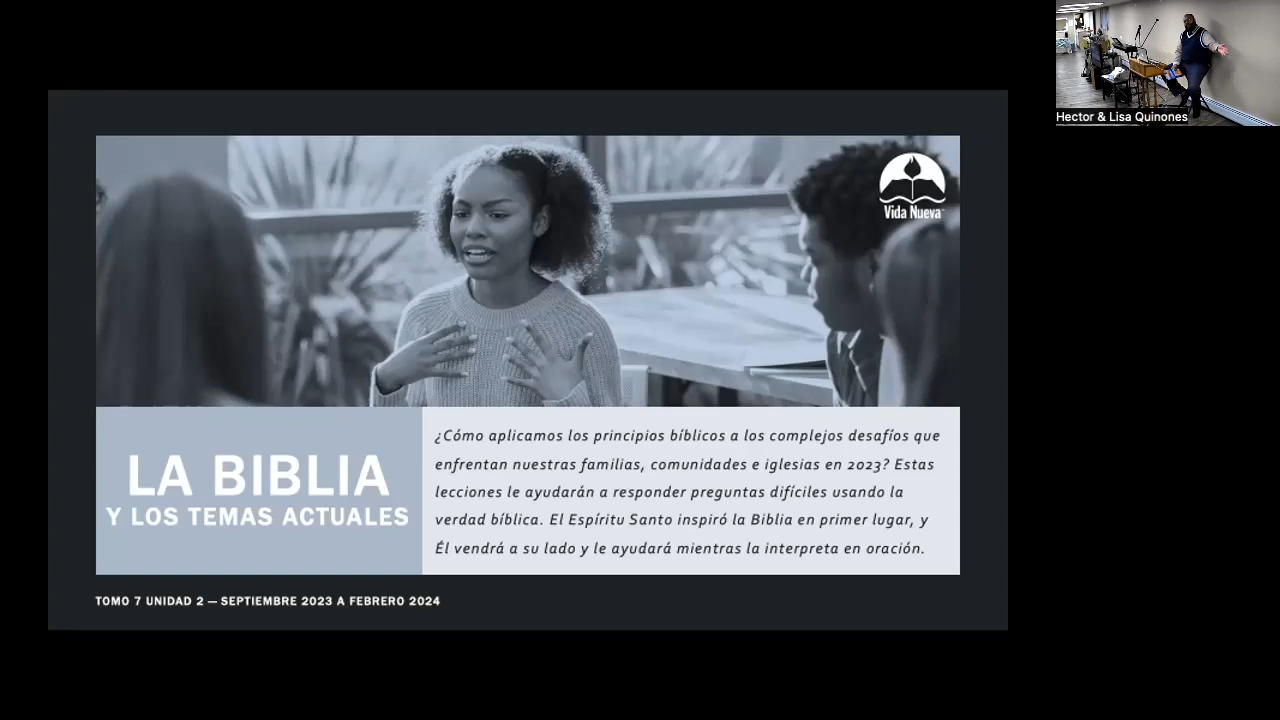 Hector & Lisa Quinones
Vida Nueva
LA BIBLIA
Y LOS TEMAS ACTUALES
¿Cómo aplicamos los principios bíblicos a los complejos desafíos que
enfrentan nuestras familias, comunidades e iglesias en 2023? Estas
lecciones le ayudarán a responder preguntas difíciles usando la
verdad bíblica. El Espíritu Santo inspiró la Biblia en primer lugar, y
Él vendrá a su lado y le ayudará mientras la interpreta en oración.
TOMO 7 UNIDAD 2 — SEPTIEMBRE 2023 A FEBRERO 2024